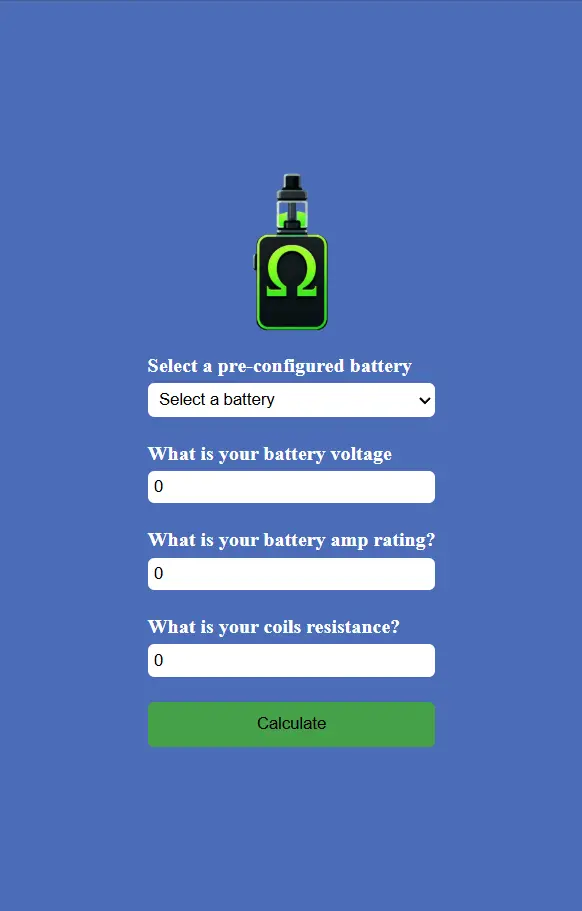 Ω
Select a pre-configured battery
Select a battery
What is your battery voltage
0
What is your battery amp rating?
0
What is your coils resistance?
0
Calculate